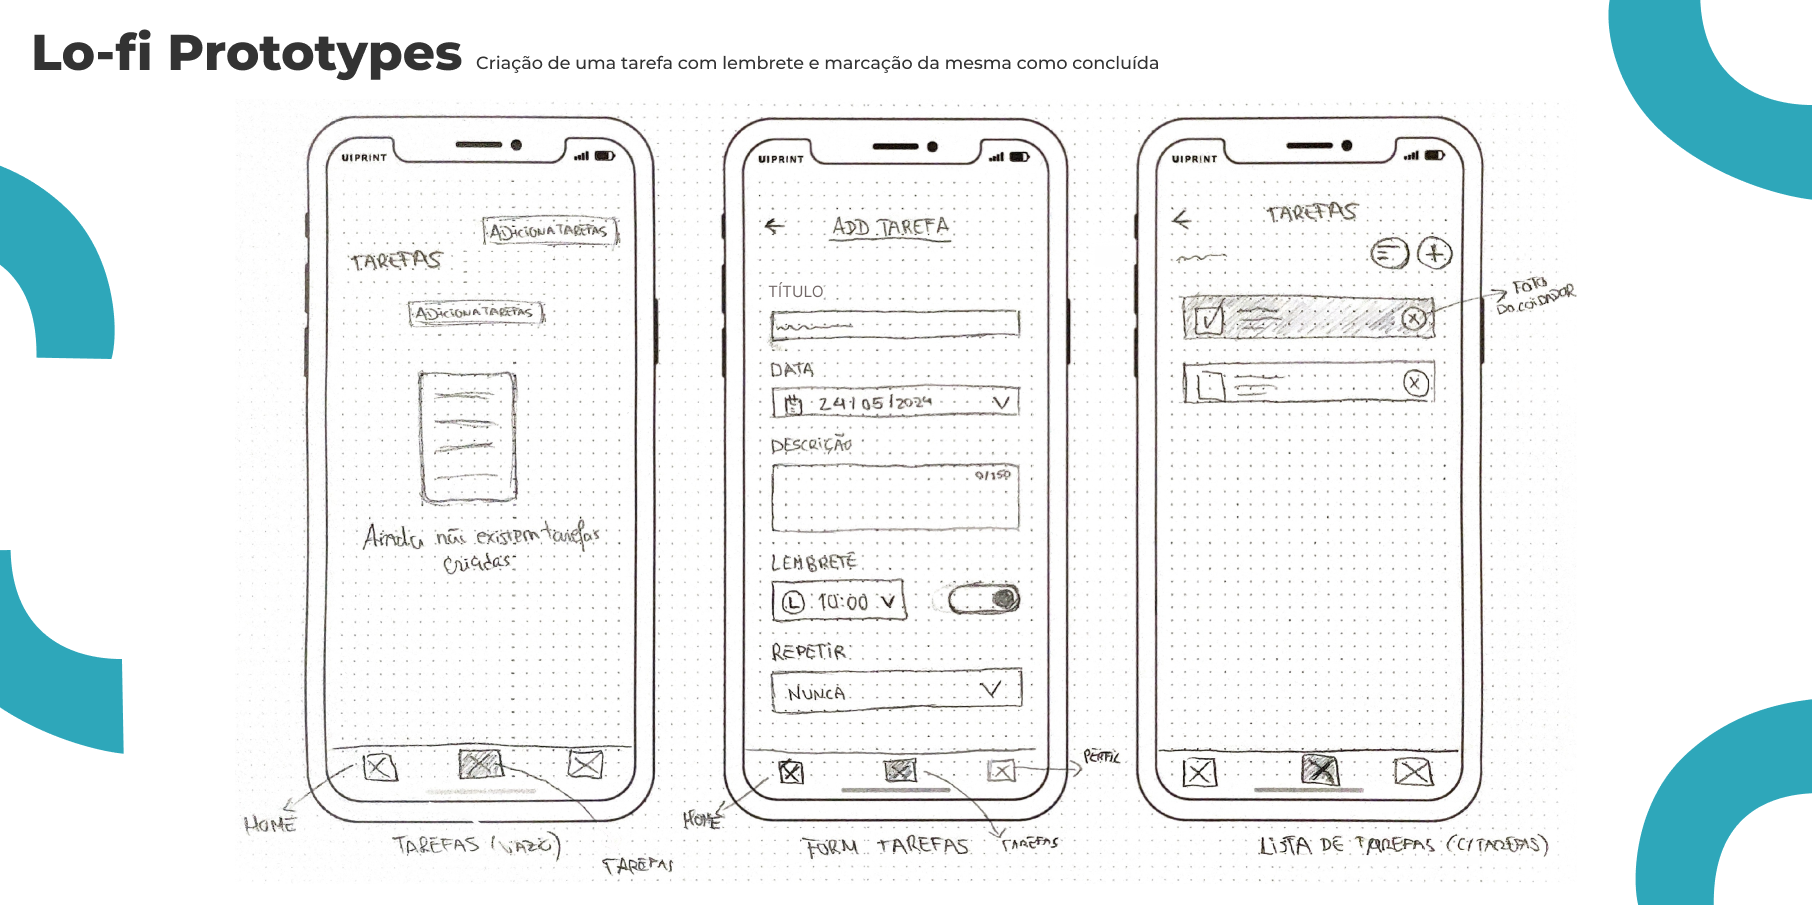 Lo-fi Prototypes Criação de uma tarefa com lembrete e marcação da mesma como concluída
UIPRINT
ADICIONA TAREFAS
TAREFAS
ADICIONA TAREFAS
Ainda não existem tarefas
criadas
HOME
TAREFAS (VAZIO)
TAREFAS
UIPRINT
ADD TAREFA
TÍTULO
DATA
24/05/2024
DESCRIÇÃO
0/150
LEMBRETE
10:00
REPETIR
NUNCA
PERFIL
HOME
FORM TAREFAS
TAREFAS
UIPRINT
TAREFAS
FOTO
DO CUIDADOR
LISTA DE TAREFAS (C/TAREFAS)